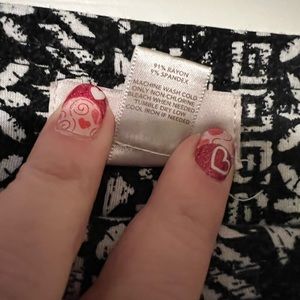 91% RAYON
9% SPANDEX
MACHINE WASH COLD
ONLY NON-CHLORINE
BLEACH WHEN NEEDED
TUMBLE DRY LOW
COOL IRON IF NEEDED